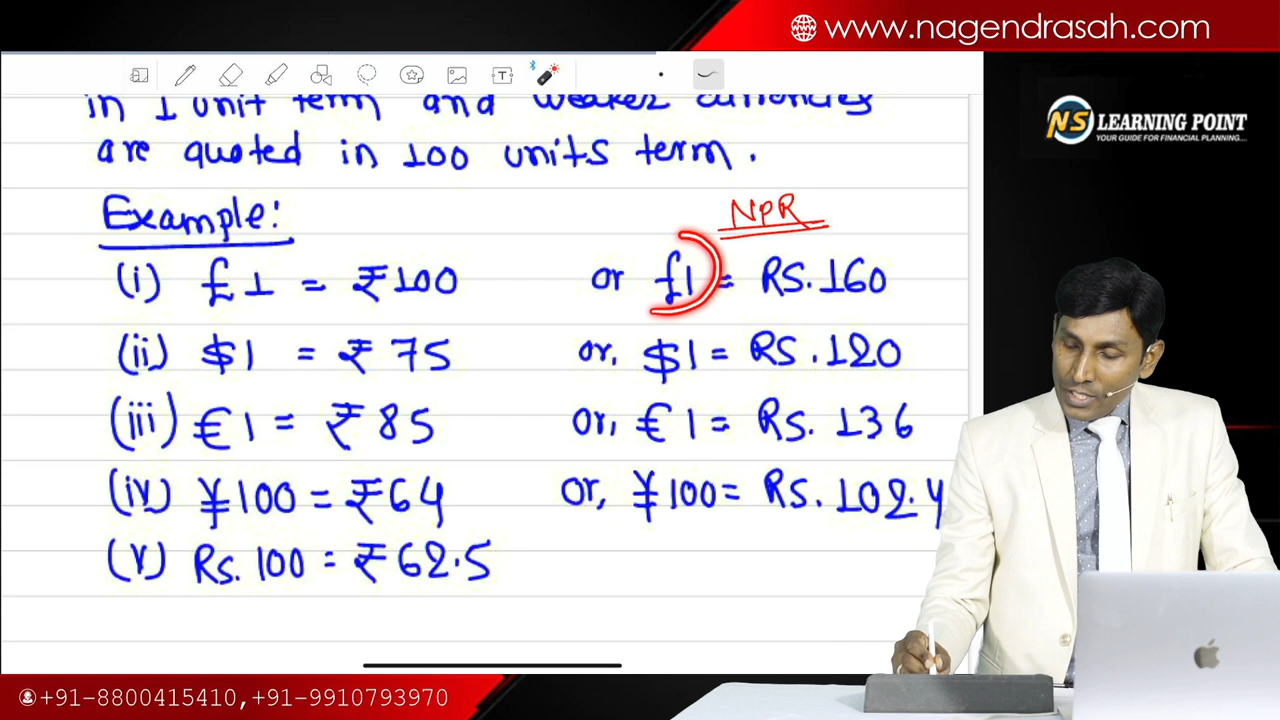 www.nagendrasah.com
NS LEARNING POINT
YOUR GUIDE FOR FINANCIAL PLANNING....
in 1 unit term and weaker currencies
are quoted in 100 units term.
Example:
NPR
(i) £1 = ₹100 or £1 = RS.160
(ii) $1 = ₹75 or, $1 = RS.120
(iii) €1 = ₹85 or, €1 = Rs. 136
(iv) ¥100 = ₹64 or, ¥100 = Rs. 102.4
(v) Rs. 100 = ₹62.5
+91-8800415410,+91-9910793970